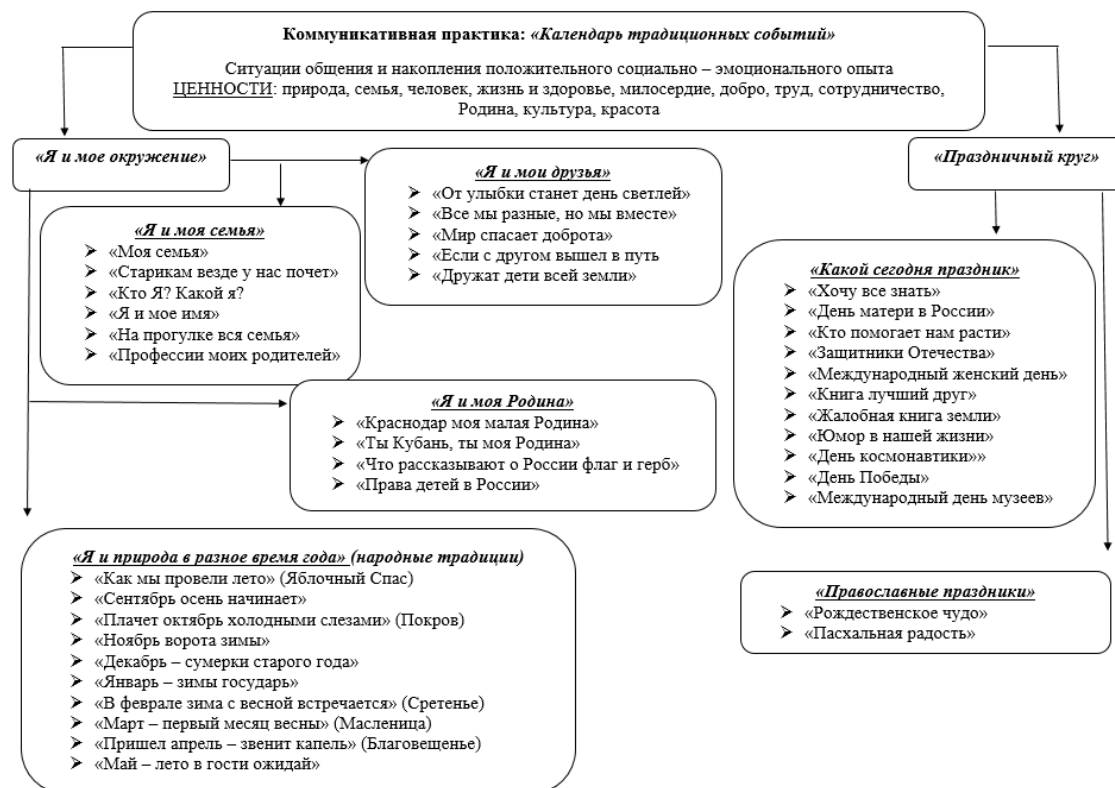 Коммуникативная практика: «Календарь традиционных событий»
Ситуации общения и накопления положительного социально – эмоционального опыта
ЦЕННОСТИ: природа, семья, человек, жизнь и здоровье, милосердие, добро, труд, сотрудничество,
Родина, культура, красота
«Я и мое окружение»
«Праздничный круг»
«Я и мои друзья»
«От улыбки станет день светлей»
«Все мы разные, но мы вместе»
«Мир спасает доброта»
«Если с другом вышел в путь
«Дружат дети всей земли»
«Я и моя семья»
«Моя семья»
«Старикам везде у нас почет»
«Кто Я? Какой я?
«Я и мое имя»
«На прогулке вся семья»
«Профессии моих родителей»
«Какой сегодня праздник»
«Хочу все знать»
«День матери в России»
«Кто помогает нам расти»
«Защитники Отечества»
«Международный женский день»
«Книга лучший друг»
«Жалобная книга земли»
«Юмор в нашей жизни»
«День космонавтики»»
«День Победы»
«Международный день музеев»
«Я и моя Родина»
«Краснодар моя малая Родина»
«Ты Кубань, ты моя Родина»
«Что рассказывают о России флаг и герб»
«Права детей в России»
«Я и природа в разное время года» (народные традиции)
«Как мы провели лето» (Яблочный Спас)
«Сентябрь осень начинает»
«Плачет октябрь холодными слезами» (Покров)
«Ноябрь ворота зимы»
«Декабрь – сумерки старого года»
«Январь – зимы государь»
«В феврале зима с весной встречается» (Сретенье)
«Март – первый месяц весны» (Масленица)
«Пришел апрель – звенит капель» (Благовещенье)
«Май – лето в гости ожидай»
«Православные праздники»
«Рождественское чудо»
«Пасхальная радость»